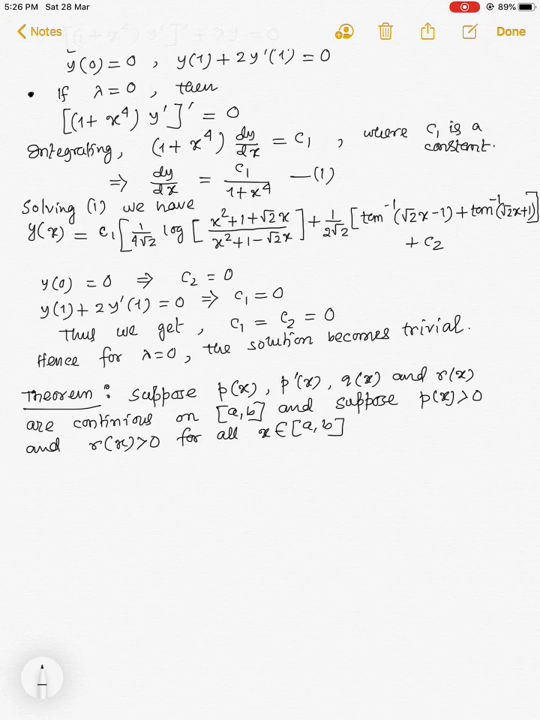 5:26 PM Sat 28 Mar 89%
Notes Done
y(0) = 0 , y(1) + 2y'(1) = 0
• If λ = 0 , then
[(1 + x⁴) y']' = 0
Integrating, (1 + x⁴) dy/dx = c₁ , where c₁ is a constant.
⇒ dy/dx = c₁/(1 + x⁴) —(1)
Solving (1) we have
y(x) = c₁ [ 1/(4√2) log [ (x² + 1 + √2x)/(x² + 1 − √2x) ] + 1/(2√2) [ tan⁻¹(√2x − 1) + tan⁻¹(√2x + 1) ]
+ c₂
y(0) = 0 ⇒ c₂ = 0
y(1) + 2y'(1) = 0 ⇒ c₁ = 0
Thus we get, c₁ = c₂ = 0
Hence for λ = 0, the solution becomes trivial.
Theorem : Suppose p(x), p'(x), q(x) and r(x)
are continious on [a, b] and suppose p(x) > 0
and r(x) > 0 for all x ∈ [a, b]